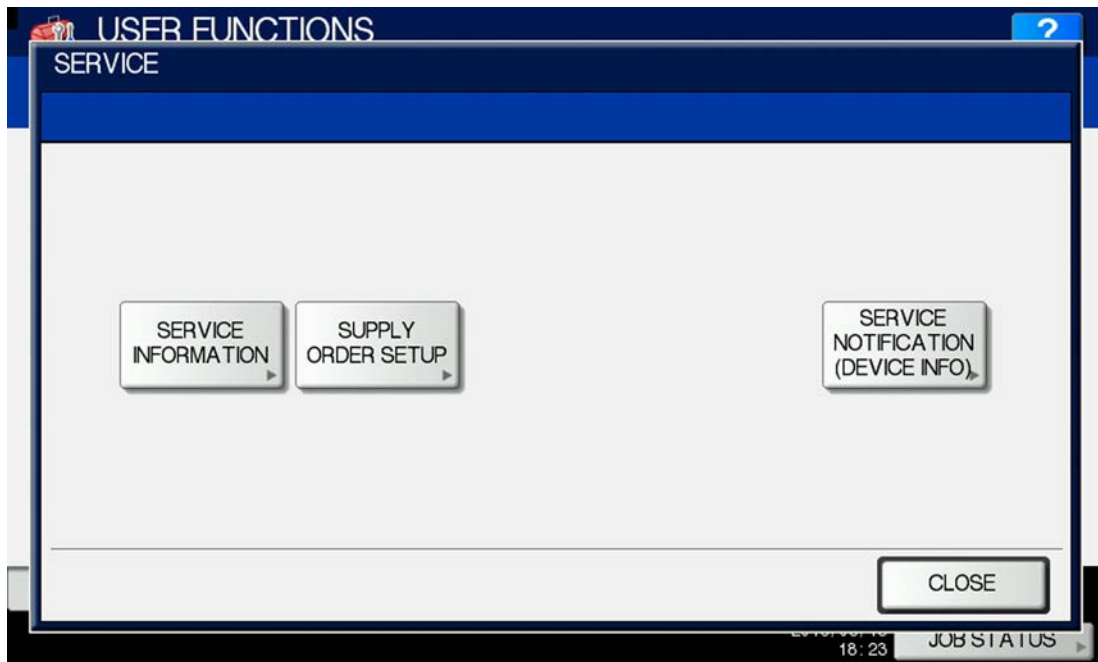 USER FUNCTIONS
?
SERVICE
SERVICE
INFORMATION
SUPPLY
ORDER SETUP
SERVICE
NOTIFICATION
(DEVICE INFO)
CLOSE
18:23
JOB STATUS